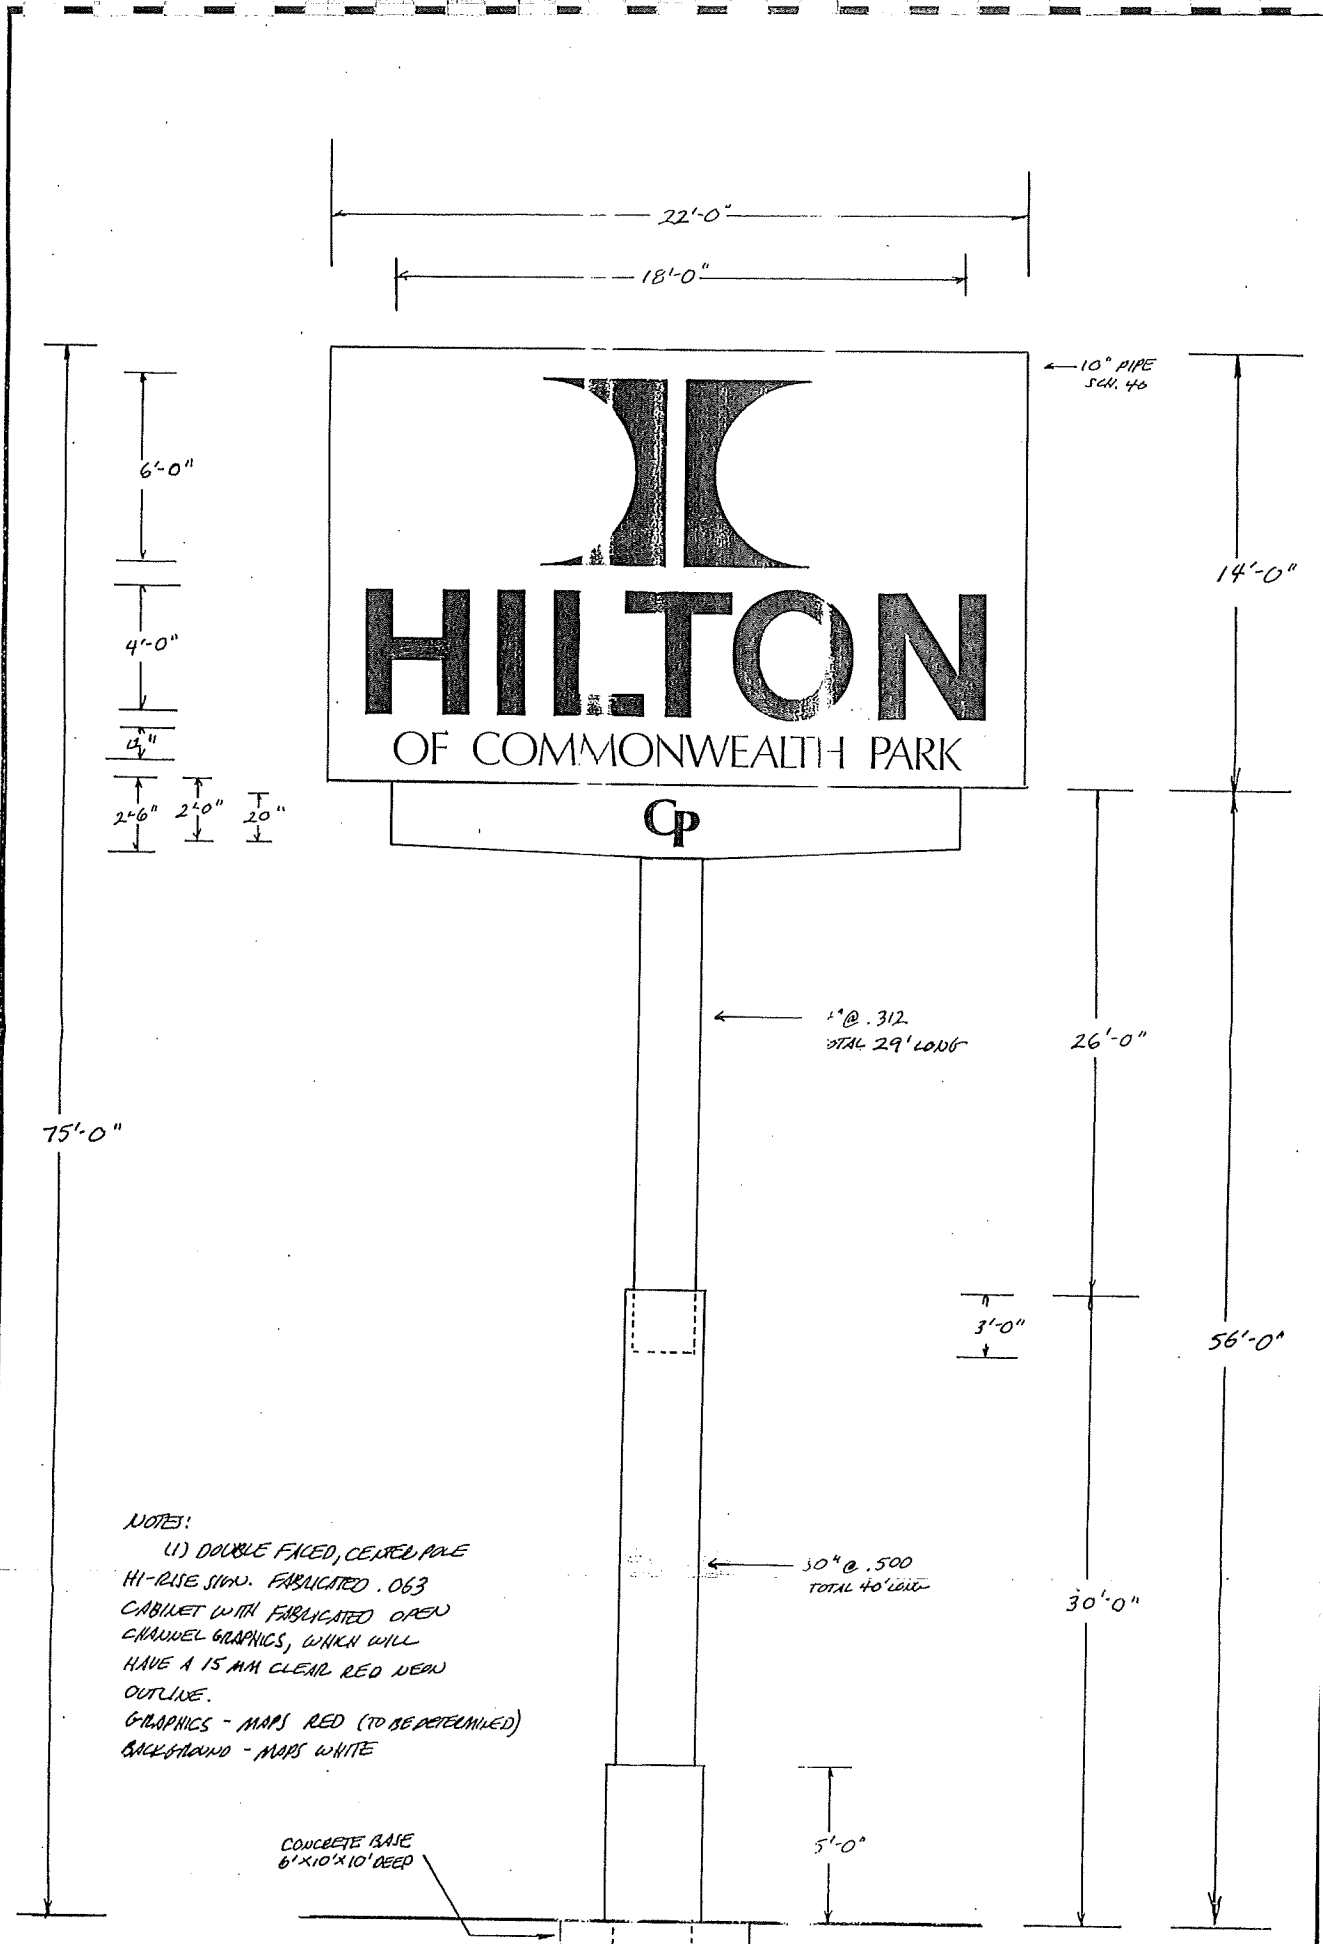 22'-0"
18'-0"
10" PIPE
SCH. 40
6'-0"
14'-0"
HILTON
4'-0"
OF COMMONWEALTH PARK
2'-6" 2'-0" 20"
CP
@ .312
29' LONG
26'-0"
75'-0"
3'-0"
56'-0"
NOTES:
(1) DOUBLE FACED, CENTER POLE
HI-RISE SIGN. FABRICATED .063
CABINET WITH FABRICATED OPEN
CHANNEL GRAPHICS, WHICH WILL
HAVE A 15 MM CLEAR RED NEON
OUTLINE.
GRAPHICS - MAPS RED (TO BE DETERMINED)
BACKGROUND - MAPS WHITE
@ .500
TOTAL 40' LONG
30'-0"
5'-0"
CONCRETE BASE
6'X10'X10' DEEP